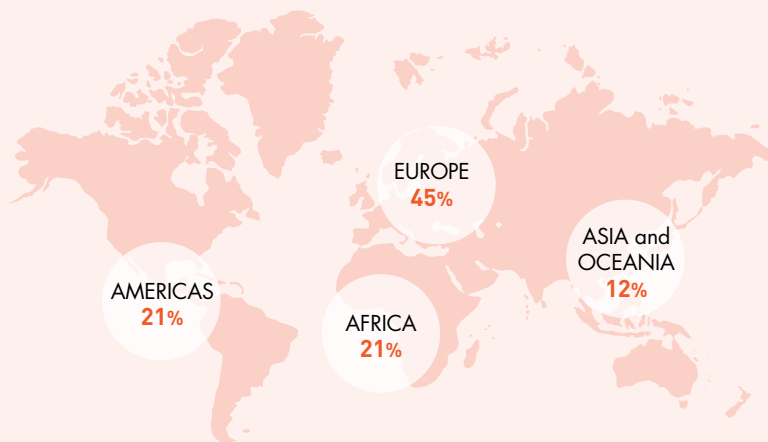 EUROPE
45%
ASIA and
OCEANIA
12%
AMERICAS
21%
AFRICA
21%